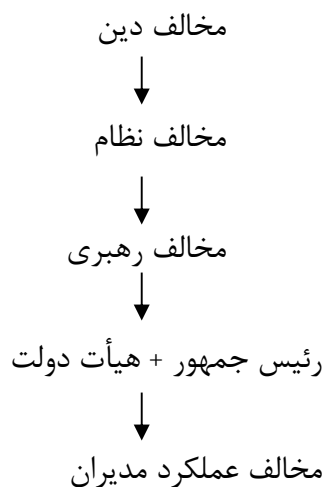 مخالف دین
مخالف نظام
مخالف رهبری
رئیس جمهور + هیأت دولت
مخالف عملکرد مدیران